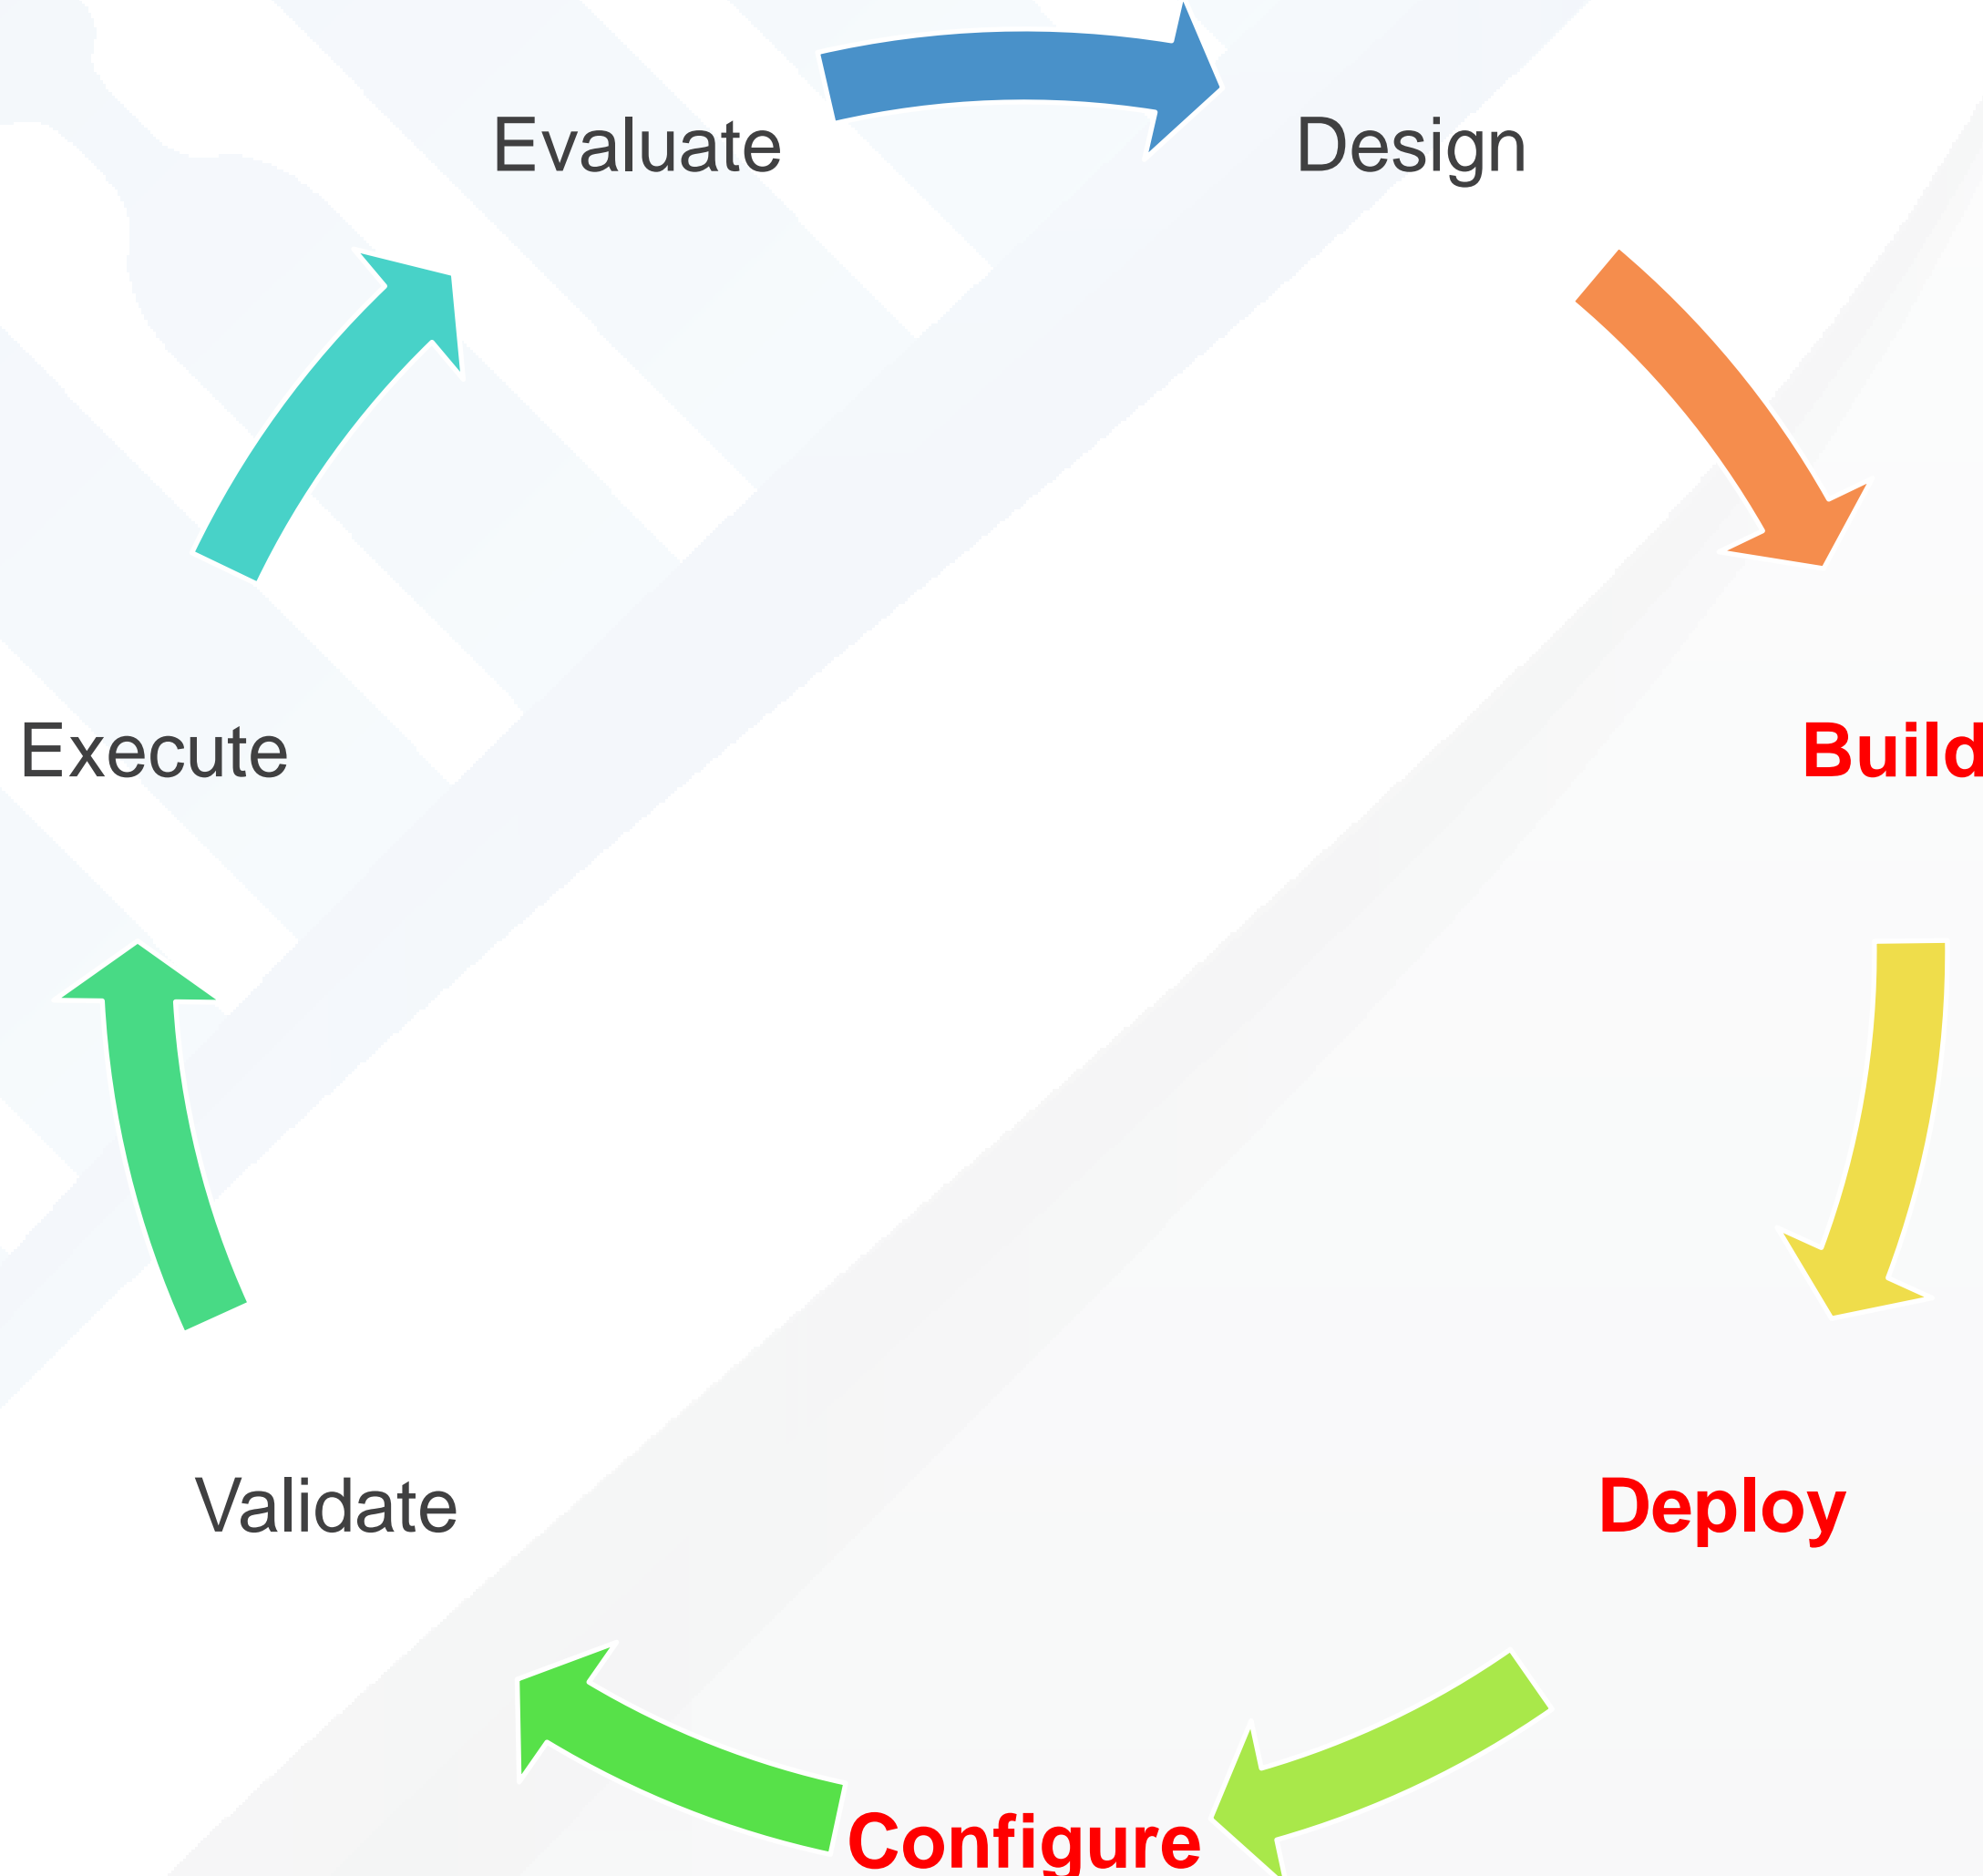 Evaluate
Design
Execute
Build
Validate
Deploy
Configure